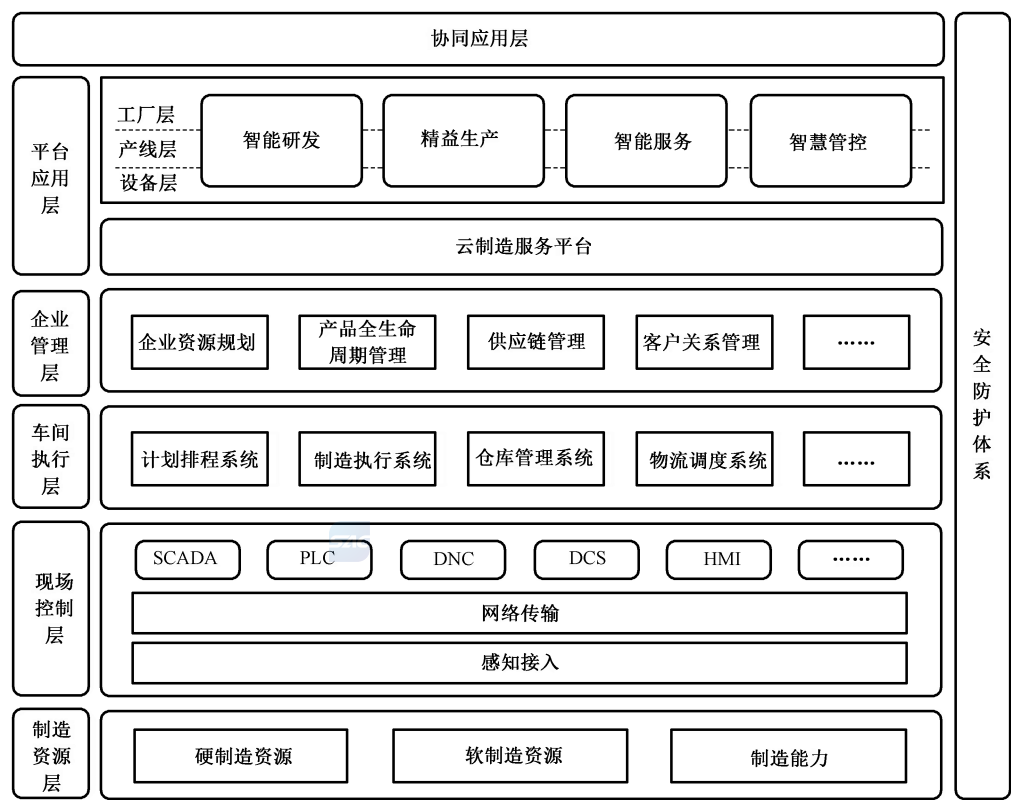 协同应用层
平台
应用
层
工厂层
产线层
设备层
智能研发
精益生产
智能服务
智慧管控
云制造服务平台
企业
管理
层
企业资源规划
产品全生命
周期管理
供应链管理
客户关系管理
……
车间
执行
层
计划排程系统
制造执行系统
仓库管理系统
物流调度系统
……
现场
控制
层
SCADA
PLC
DNC
DCS
HMI
……
网络传输
感知接入
制造
资源
层
硬制造资源
软制造资源
制造能力
安
全
防
护
体
系